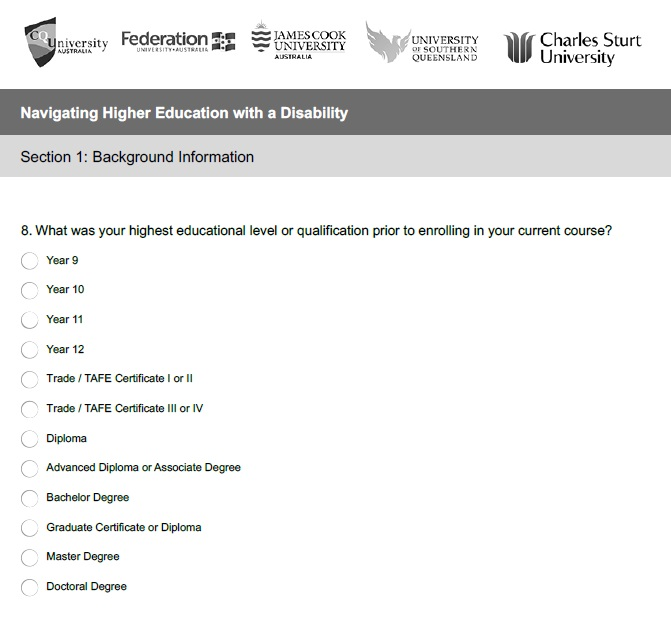 CQUniversity
AUSTRALIA
Federation
UNIVERSITY•AUSTRALIA
JAMES COOK
UNIVERSITY
AUSTRALIA
UNIVERSITY
OF SOUTHERN
QUEENSLAND
Charles Sturt
University
Navigating Higher Education with a Disability
Section 1: Background Information
8. What was your highest educational level or qualification prior to enrolling in your current course?
Year 9
Year 10
Year 11
Year 12
Trade / TAFE Certificate I or II
Trade / TAFE Certificate III or IV
Diploma
Advanced Diploma or Associate Degree
Bachelor Degree
Graduate Certificate or Diploma
Master Degree
Doctoral Degree